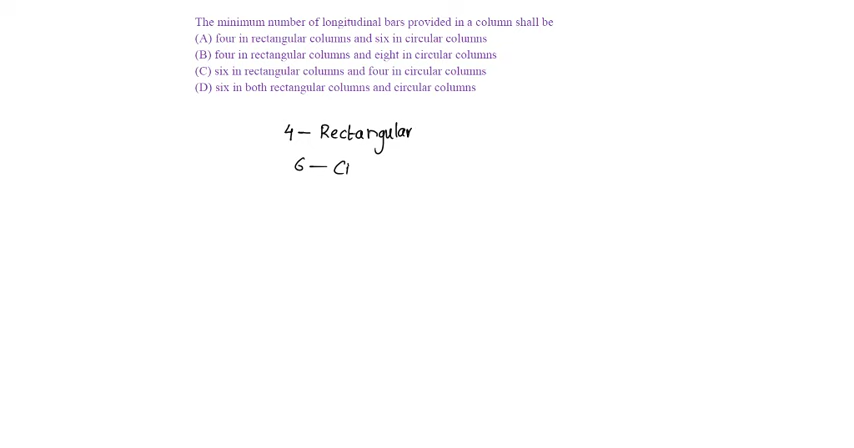 The minimum number of longitudinal bars provided in a column shall be
(A) four in rectangular columns and six in circular columns
(B) four in rectangular columns and eight in circular columns
(C) six in rectangular columns and four in circular columns
(D) six in both rectangular columns and circular columns
4 - Rectangular
6 - Ci